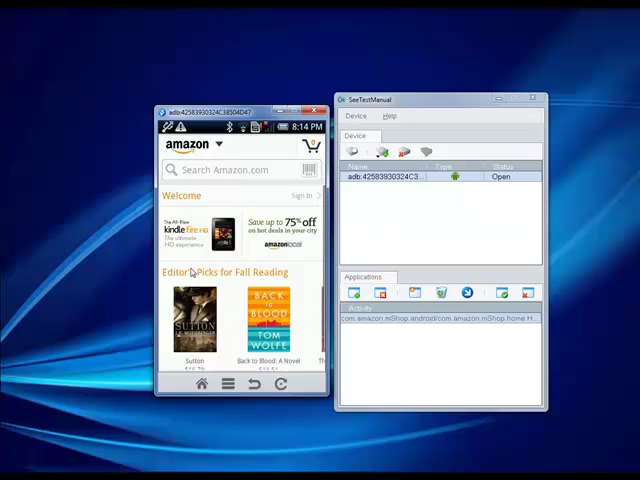 adb:42583930324C38504D47
8:14 PM
amazon
0
Search Amazon.com
Welcome
Sign In
The All-New
kindle fire HD
The ultimate
HD experience
Save up to 75% off
on hot deals in your city
amazonlocal
Editor's Picks for Fall Reading
SUTTON
BACK
TO
BLOOD
TOM
WOLFE
Sutton
Back to Blood: A Novel
Th
SeeTestManual
Device
Help
Device
Name
Type
Status
adb:42583930324C3...
Open
Applications
Activity
com.amazon.mShop.android/com.amazon.mShop.home.H...